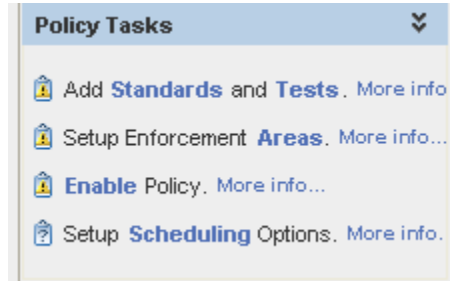 Policy Tasks
Add Standards and Tests. More info
Setup Enforcement Areas. More info...
Enable Policy. More info...
Setup Scheduling Options. More info.